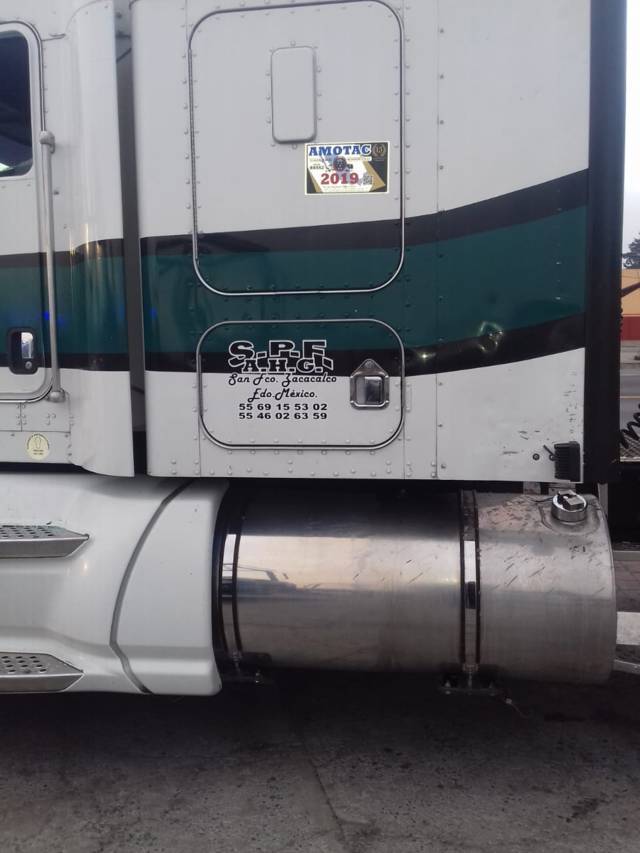 AMOTAC
2019
S.P.F
A.H.G.
San Fco. Zacacalco
Edo. México.
55 69 15 53 02
55 46 02 63 59